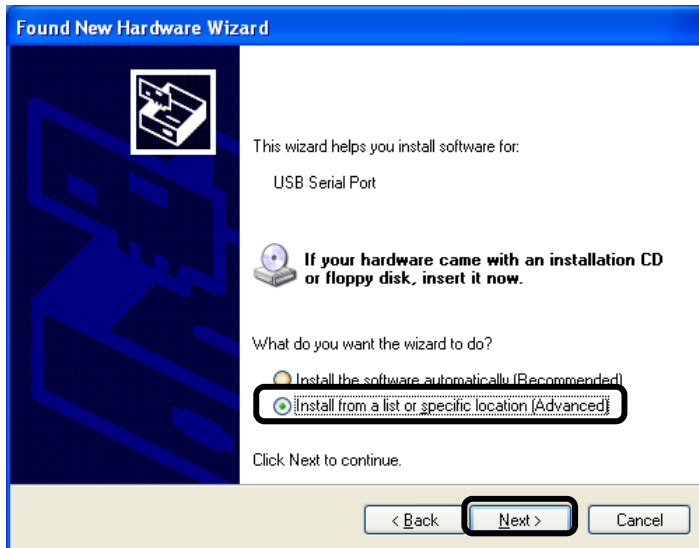 Found New Hardware Wizard
This wizard helps you install software for:
USB Serial Port
If your hardware came with an installation CD
or floppy disk, insert it now.
What do you want the wizard to do?
Install the software automatically (Recommended)
Install from a list or specific location (Advanced)
Click Next to continue.
< Back Next > Cancel